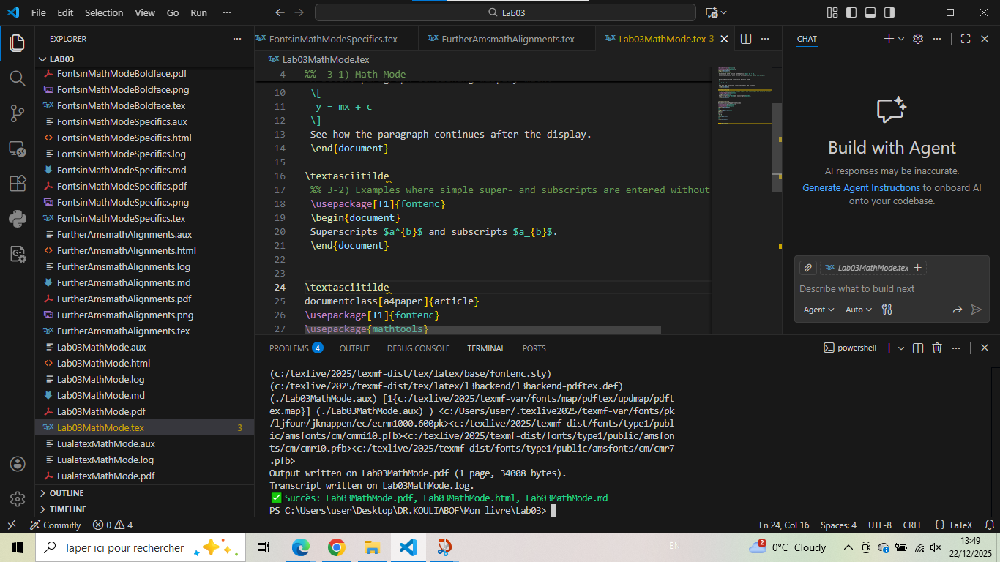 File Edit Selection View Go Run ···
Lab03
EXPLORER ···
LAB03
FontsinMathModeBoldface.pdf
FontsinMathModeBoldface.png
FontsinMathModeBoldface.tex
FontsinMathModeSpecifics.aux
FontsinMathModeSpecifics.html
FontsinMathModeSpecifics.log
FontsinMathModeSpecifics.md
FontsinMathModeSpecifics.pdf
FontsinMathModeSpecifics.png
FontsinMathModeSpecifics.tex
FurtherAmsmathAlignments.aux
FurtherAmsmathAlignments.html
FurtherAmsmathAlignments.log
FurtherAmsmathAlignments.md
FurtherAmsmathAlignments.pdf
FurtherAmsmathAlignments.png
FurtherAmsmathAlignments.tex
Lab03MathMode.aux
Lab03MathMode.html
Lab03MathMode.log
Lab03MathMode.md
Lab03MathMode.pdf
Lab03MathMode.tex 3
LualatexMathMode.aux
LualatexMathMode.log
LualatexMathMode.pdf
OUTLINE
TIMELINE
TEX FontsinMathModeSpecifics.tex TEX FurtherAmsmathAlignments.tex TEX Lab03MathMode.tex 3
TEX Lab03MathMode.tex
4 %% 3-1) Math Mode
10 \[
11 y = mx + c
12 \]
13 See how the paragraph continues after the display.
14 \end{document}
15
16 \textasciitilde
17 %% 3-2) Examples where simple super- and subscripts are entered without
18 \usepackage[T1]{fontenc}
19 \begin{document}
20 Superscripts $a^{b}$ and subscripts $a_{b}$.
21 \end{document}
22
23
24 \textasciitilde
25 documentclass[a4paper]{article}
26 \usepackage[T1]{fontenc}
27 \usepackage{mathtools}
CHAT
Build with Agent
AI responses may be inaccurate.
Generate Agent Instructions to onboard AI
onto your codebase.
TEX Lab03MathMode.tex +
Describe what to build next
Agent Auto
PROBLEMS 4 OUTPUT DEBUG CONSOLE TERMINAL PORTS
powershell
(c:/texlive/2025/texmf-dist/tex/latex/base/fontenc.sty)
(c:/texlive/2025/texmf-dist/tex/latex/l3backend/l3backend-pdftex.def)
(./Lab03MathMode.aux) [1{c:/texlive/2025/texmf-var/fonts/map/pdftex/updmap/pdft
ex.map}] (./Lab03MathMode.aux) ) <c:/Users/user/.texlive2025/texmf-var/fonts/pk
/ljfour/jknappen/ec/ecrm1000.600pk><c:/texlive/2025/texmf-dist/fonts/type1/publ
ic/amsfonts/cm/cmmi10.pfb><c:/texlive/2025/texmf-dist/fonts/type1/public/amsfon
ts/cm/cmr10.pfb><c:/texlive/2025/texmf-dist/fonts/type1/public/amsfonts/cm/cmr7
.pfb>
Output written on Lab03MathMode.pdf (1 page, 34008 bytes).
Transcript written on Lab03MathMode.log.
✅ Succès: Lab03MathMode.pdf, Lab03MathMode.html, Lab03MathMode.md
PS C:\Users\user\Desktop\DR.KOULIABOF\Mon livre\Lab03>
Commitly 0 4
Ln 24, Col 16 Spaces: 4 UTF-8 CRLF { } LaTeX
Taper ici pour rechercher
EN
2 0°C Cloudy
13:49
22/12/2025